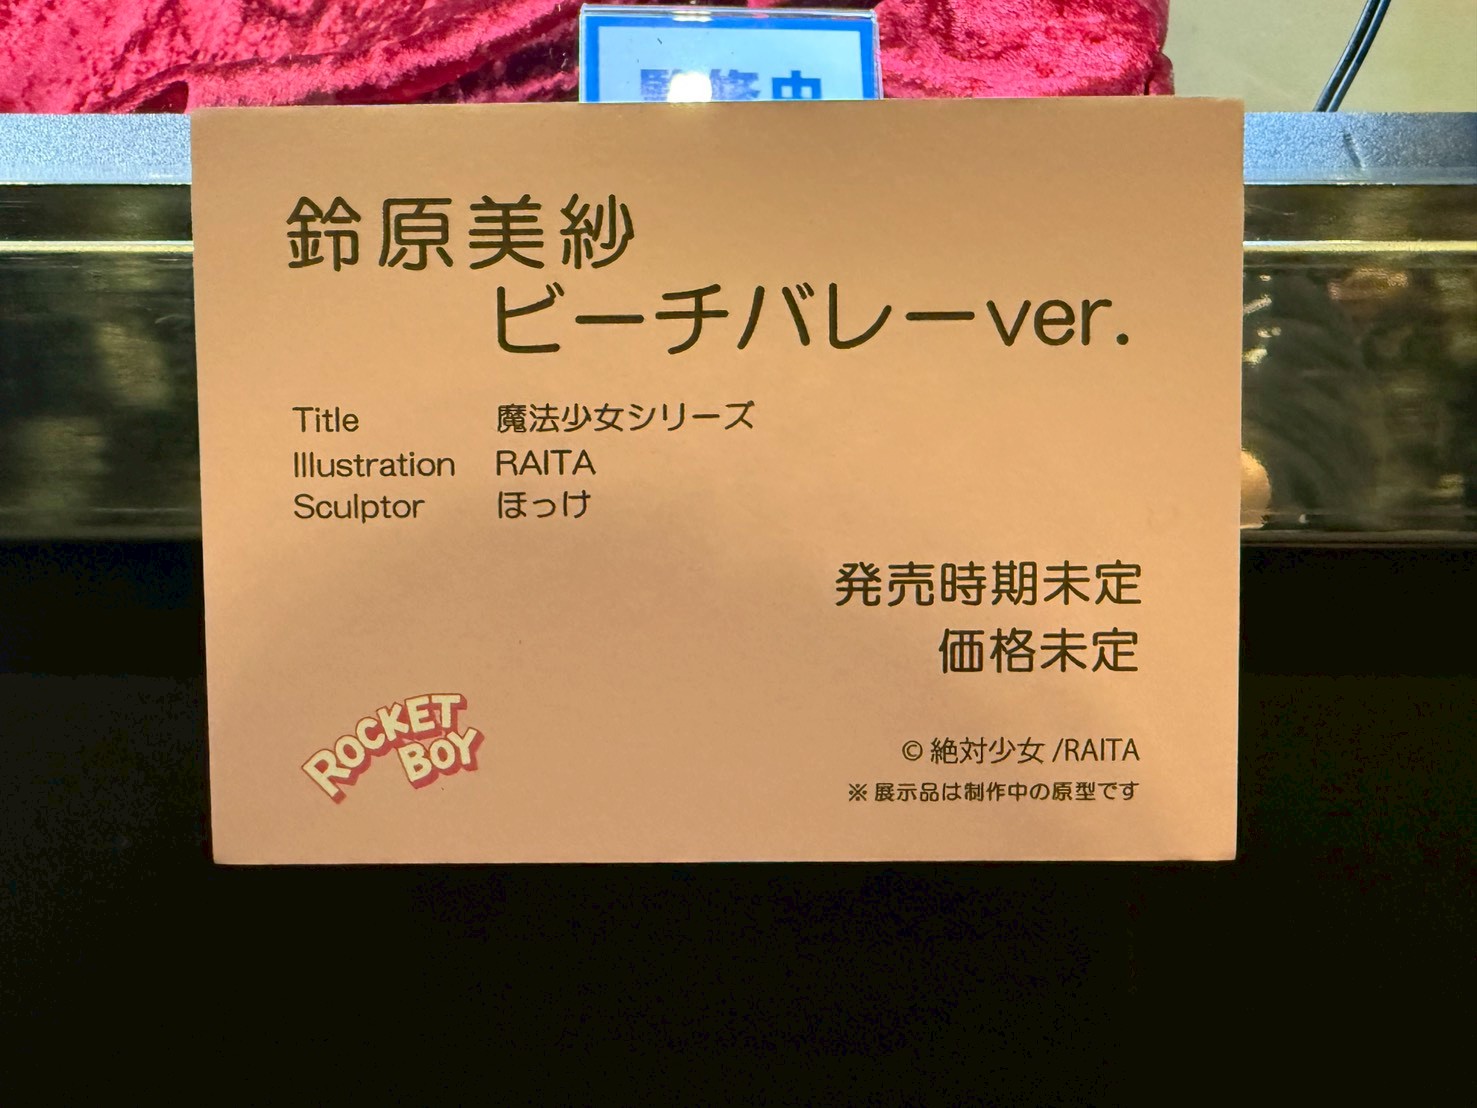 監修中
鈴原美紗
ビーチバレーver.
Title 魔法少女シリーズ
Illustration RAITA
Sculptor ほっけ
発売時期未定
価格未定
ROCKET
BOY
© 絶対少女 /RAITA
※ 展示品は制作中の原型です